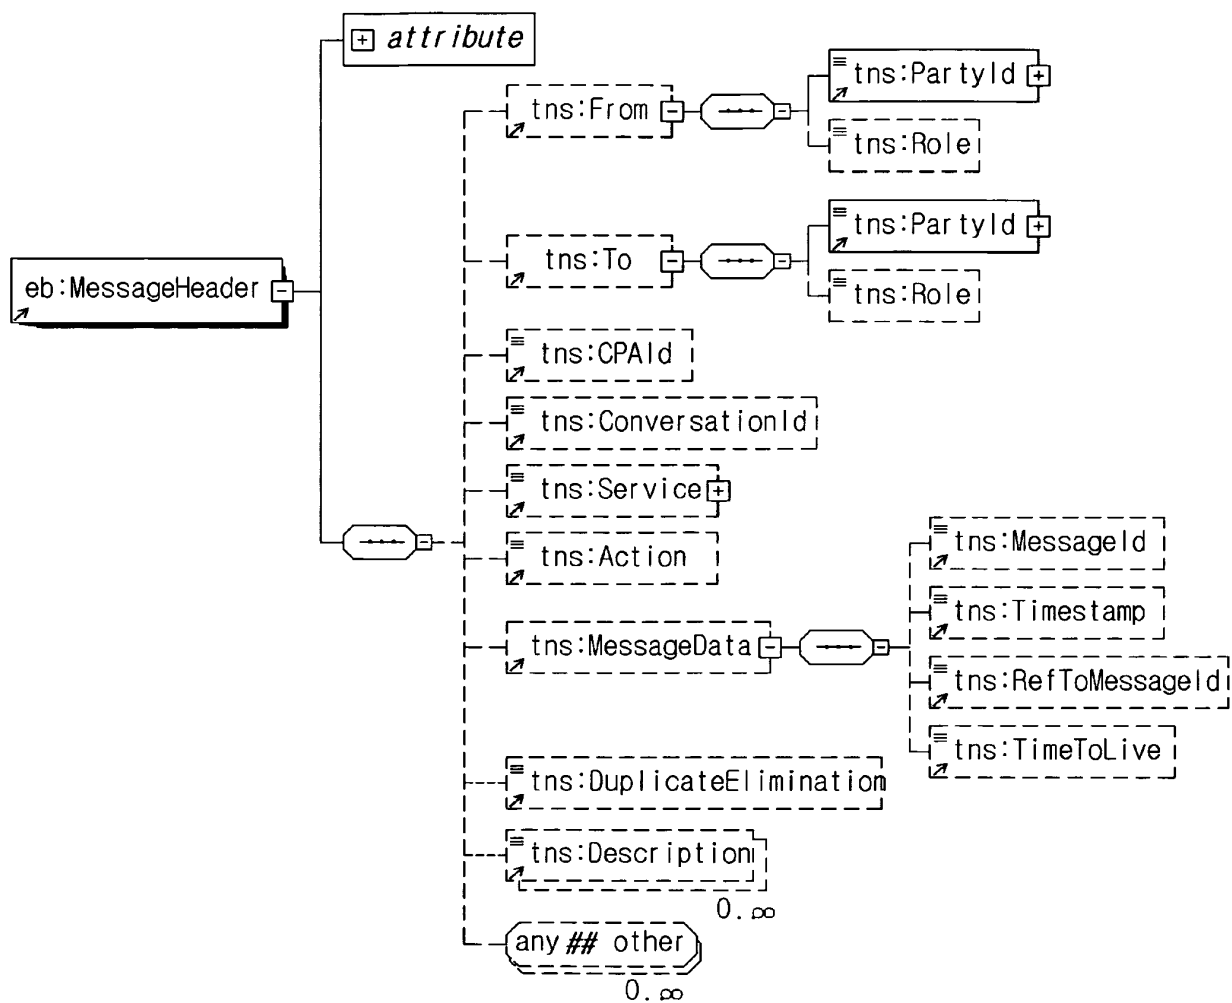 attribute
tns:From
tns:PartyId
tns:Role
tns:To
tns:PartyId
tns:Role
eb:MessageHeader
tns:CPAId
tns:ConversationId
tns:Service
tns:Action
tns:MessageData
tns:MessageId
tns:Timestamp
tns:RefToMessageId
tns:TimeToLive
tns:DuplicateElimination
tns:Description
0.∞
any ## other
0.∞